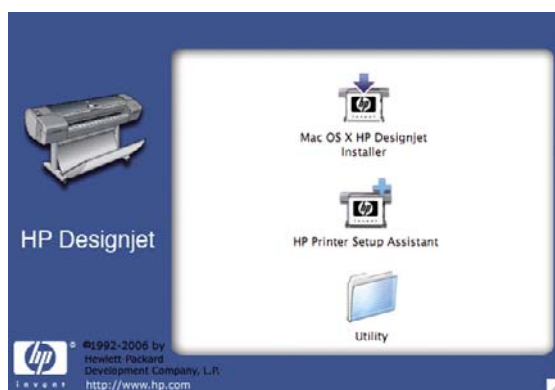 Mac OS X HP Designjet
Installer
HP Printer Setup Assistant
Utility
HP Designjet
hp
invent
©1992-2006 by
Hewlett-Packard
Development Company, L.P.
http://www.hp.com